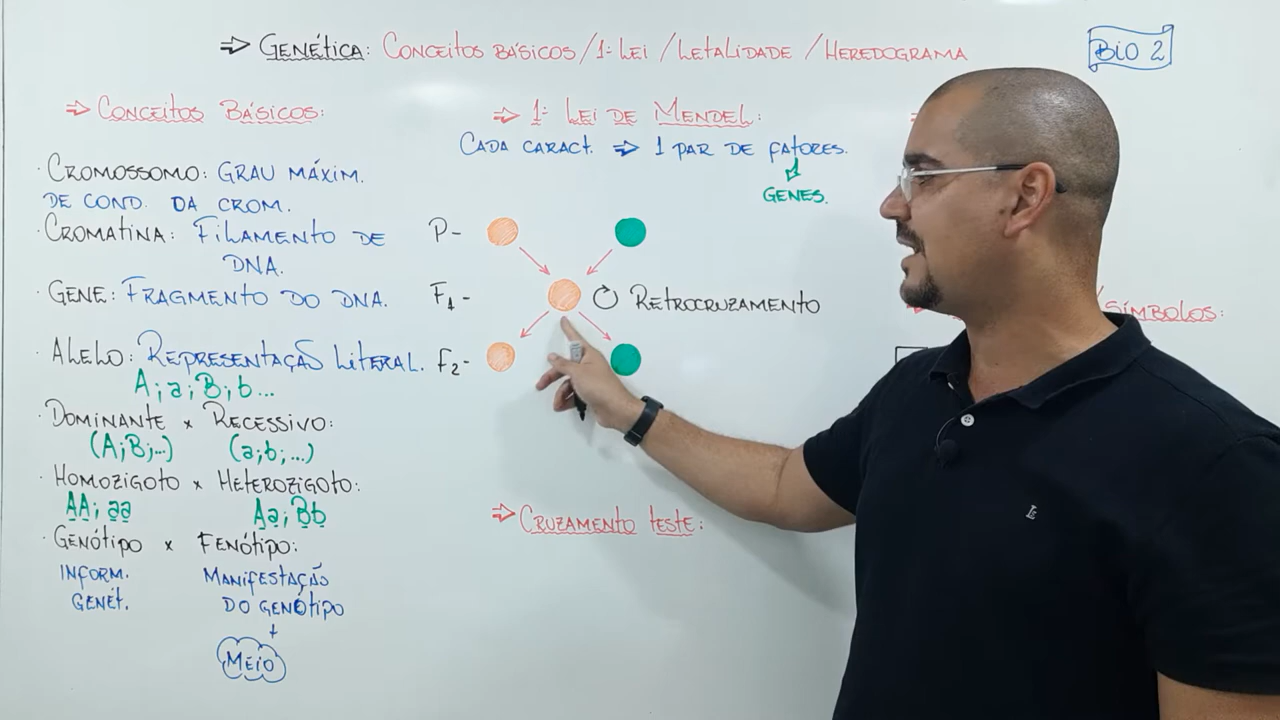 ⇒ GENÉTICA: CONCEITOS BÁSICOS / 1ª LEI / LETALIDADE / HEREDOGRAMA
BIO 2
⇒ CONCEITOS BÁSICOS:
· CROMOSSOMO: GRAU MÁXIM.
DE COND. DA CROM.
· CROMATINA: FILAMENTO DE
DNA.
· GENE: FRAGMENTO DO DNA.
· ALELO: REPRESENTAÇÃO LITERAL.
A; a; B; b...
· DOMINANTE x RECESSIVO:
(A; B;...) (a; b; ...)
· HOMOZIGOTO x HETEROZIGOTO:
AA; aa Aa; Bb
· GENÓTIPO x FENÓTIPO:
INFORM. MANIFESTAÇÃO
GENÉT. DO GENÓTIPO
+
MEIO
⇒ 1ª LEI DE MENDEL:
CADA CARACT. ⇒ 1 PAR DE FATORES.
GENES.
P-
F1- RETROCRUZAMENTO
F2-
⇒ CRUZAMENTO TESTE:
/SÍMBOLOS: